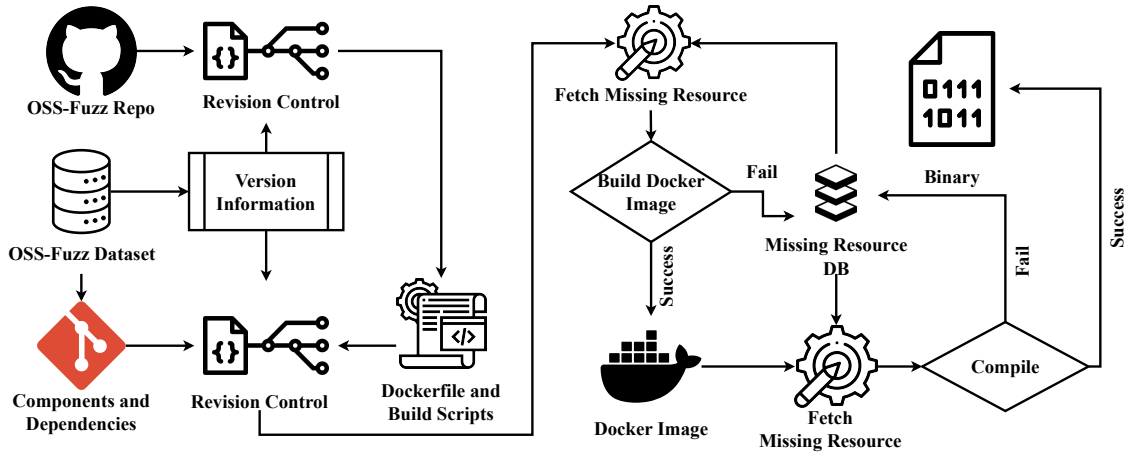 OSS-Fuzz Repo
Revision Control
Version
Information
OSS-Fuzz Dataset
Components and
Dependencies
Revision Control
Dockerfile and
Build Scripts
Fetch Missing Resource
Build Docker
Image
Fail
Success
Docker Image
Missing Resource
DB
Fetch
Missing Resource
Compile
Fail
Success
0111
1011
Binary